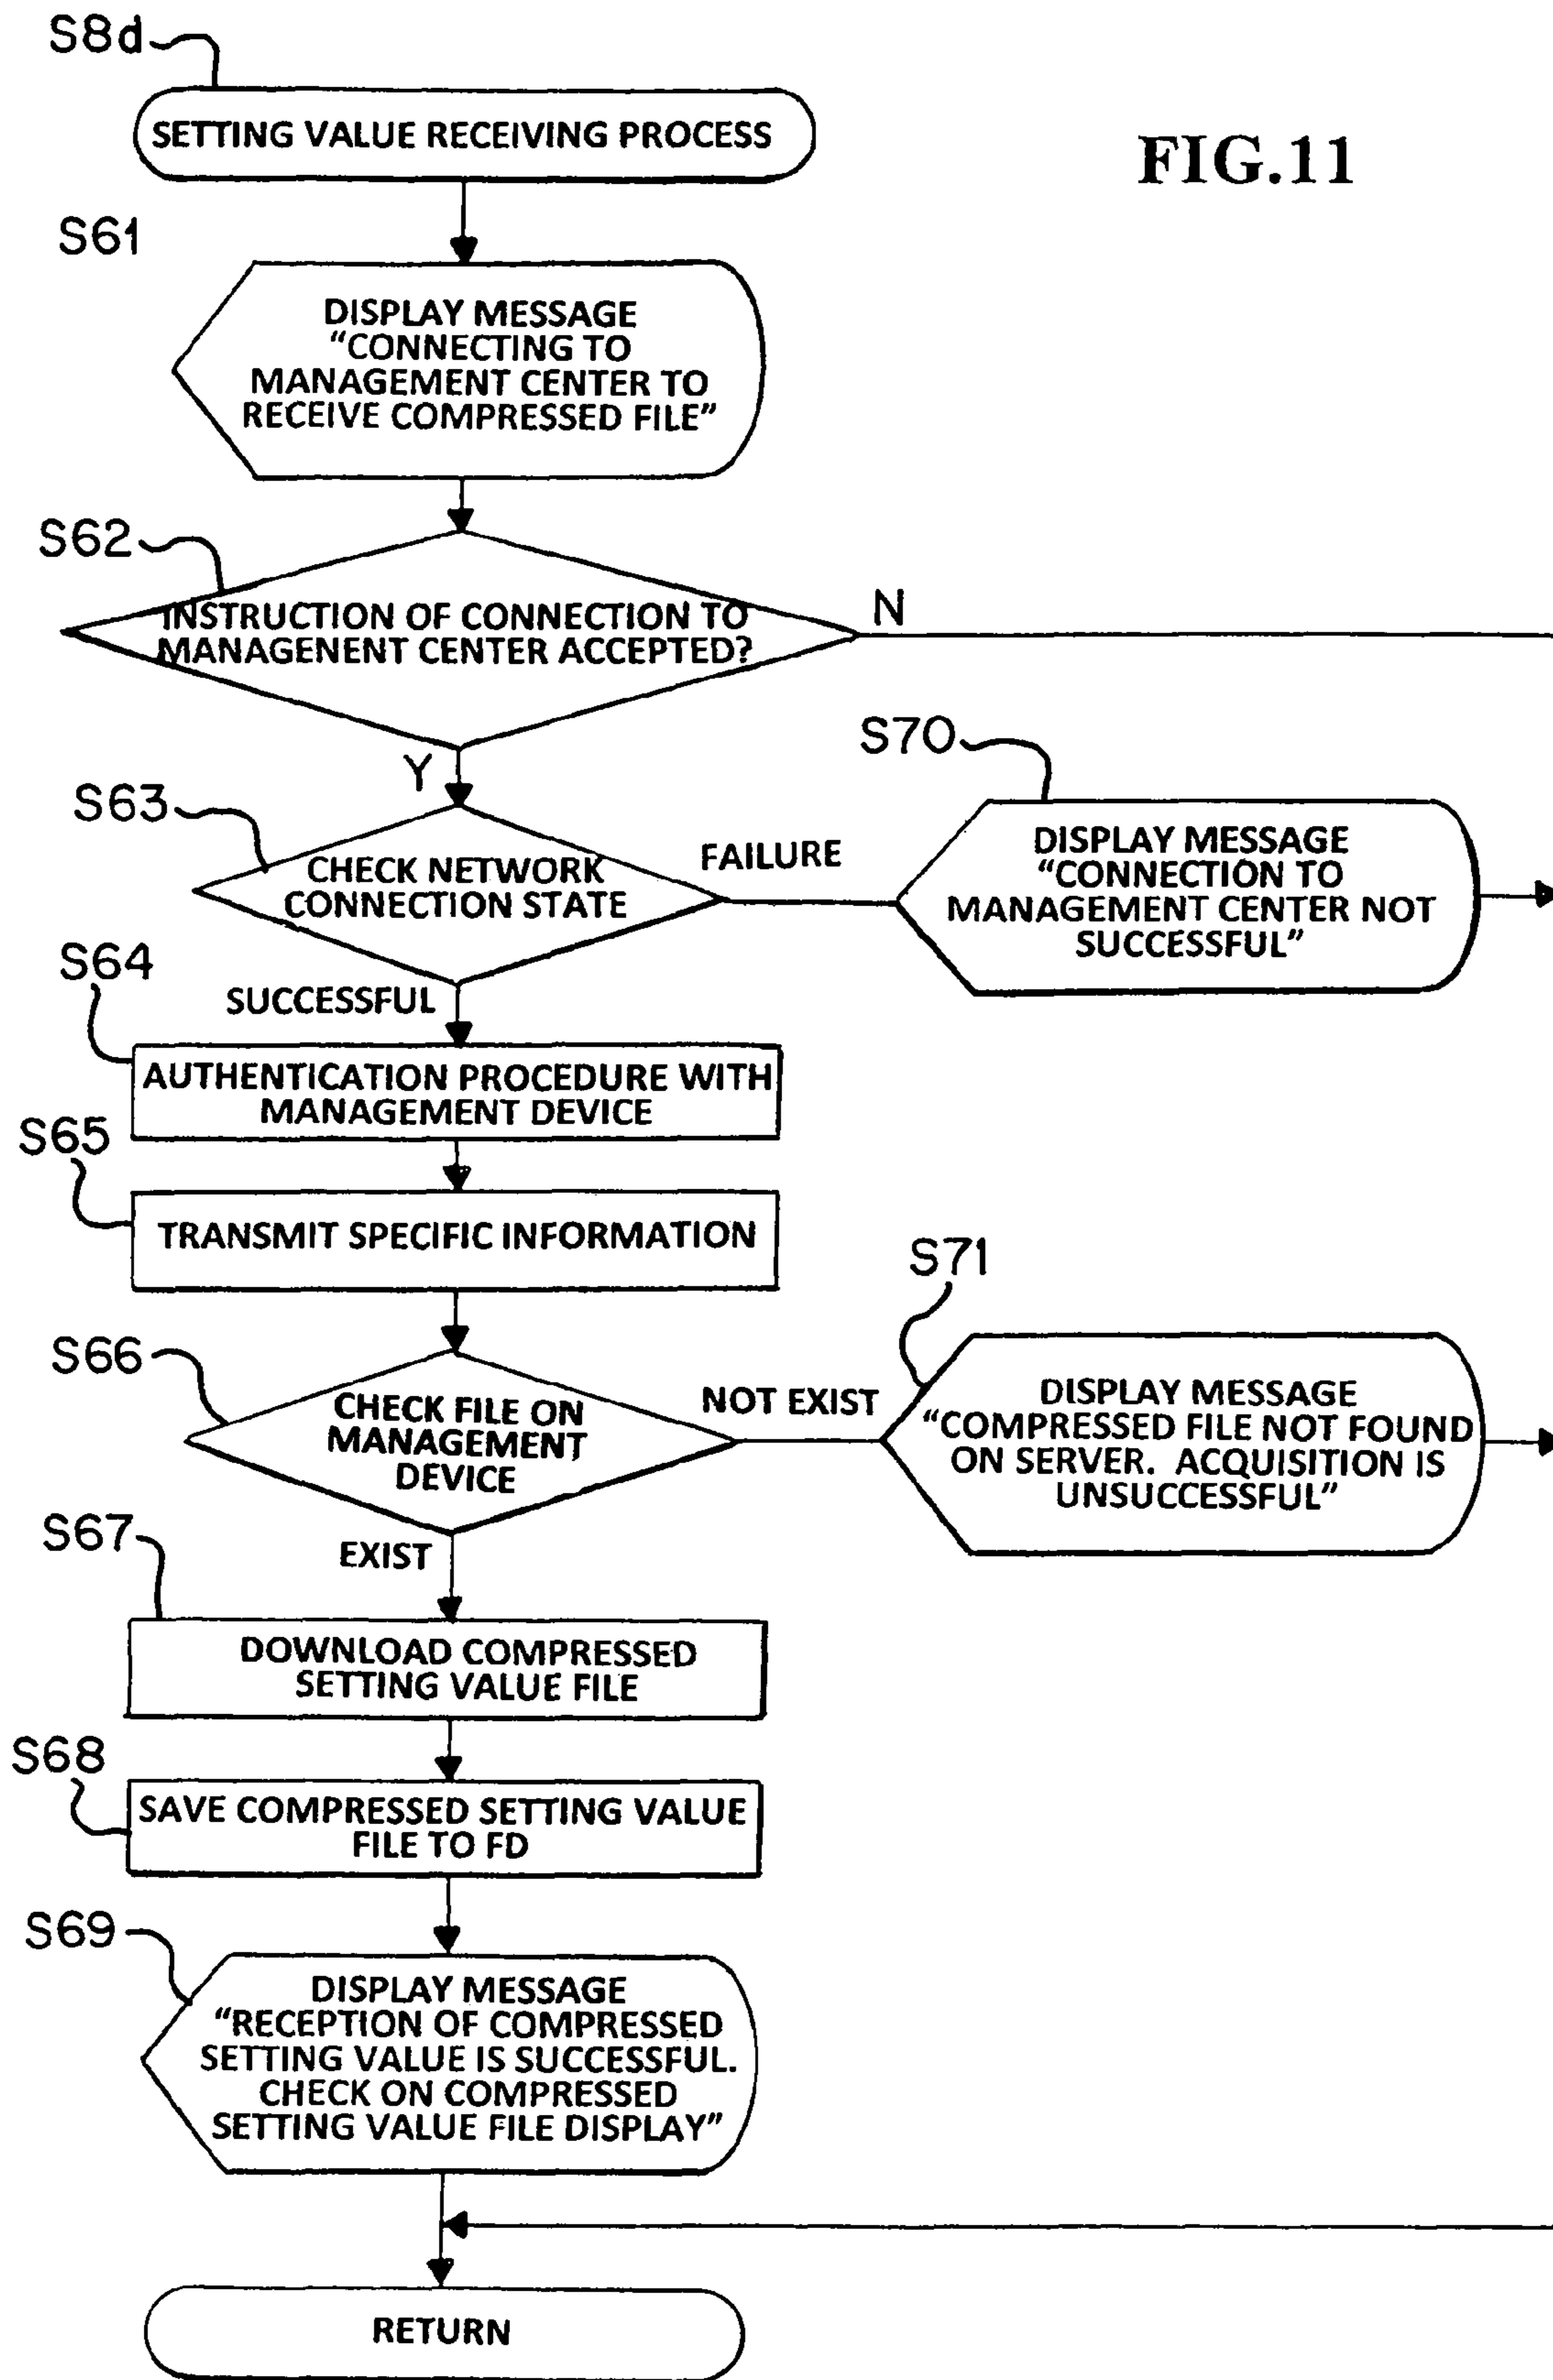 S8d
SETTING VALUE RECEIVING PROCESS
FIG.11
S61
DISPLAY MESSAGE
“CONNECTING TO
MANAGEMENT CENTER TO
RECEIVE COMPRESSED FILE”
S62
INSTRUCTION OF CONNECTION TO
MANAGENENT CENTER ACCEPTED?
N
Y
S63
CHECK NETWORK
CONNECTION STATE
FAILURE
S70
DISPLAY MESSAGE
“CONNECTION TO
MANAGEMENT CENTER NOT
SUCCESSFUL”
SUCCESSFUL
S64
AUTHENTICATION PROCEDURE WITH
MANAGEMENT DEVICE
S65
TRANSMIT SPECIFIC INFORMATION
S66
CHECK FILE ON
MANAGEMENT
DEVICE
NOT EXIST
S71
DISPLAY MESSAGE
“COMPRESSED FILE NOT FOUND
ON SERVER. ACQUISITION IS
UNSUCCESSFUL”
EXIST
S67
DOWNLOAD COMPRESSED
SETTING VALUE FILE
S68
SAVE COMPRESSED SETTING VALUE
FILE TO FD
S69
DISPLAY MESSAGE
“RECEPTION OF COMPRESSED
SETTING VALUE IS SUCCESSFUL.
CHECK ON COMPRESSED
SETTING VALUE FILE DISPLAY”
RETURN